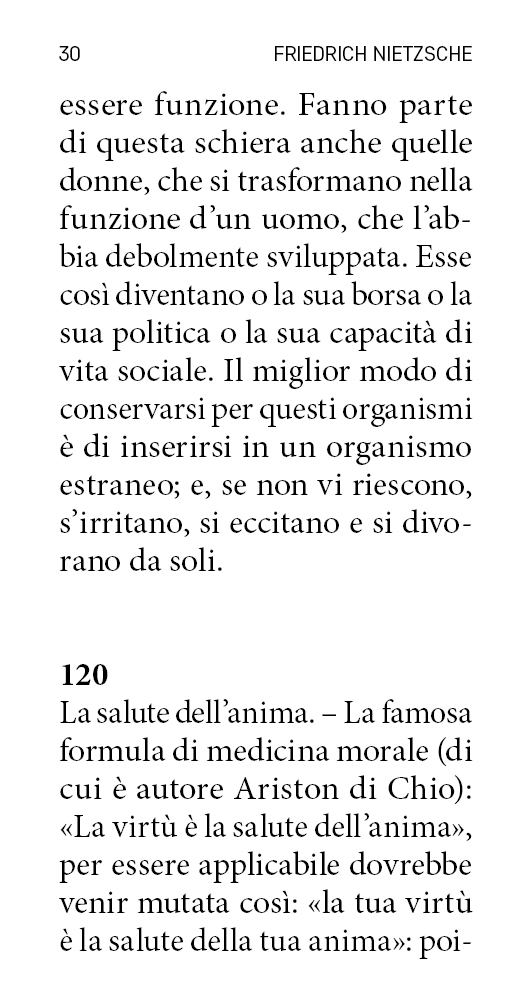 30 FRIEDRICH NIETZSCHE
essere funzione. Fanno parte
di questa schiera anche quelle
donne, che si trasformano nella
funzione d’un uomo, che l’ab-
bia debolmente sviluppata. Esse
così diventano o la sua borsa o la
sua politica o la sua capacità di
vita sociale. Il miglior modo di
conservarsi per questi organismi
è di inserirsi in un organismo
estraneo; e, se non vi riescono,
s’irritano, si eccitano e si divo-
rano da soli.
120
La salute dell’anima. – La famosa
formula di medicina morale (di
cui è autore Ariston di Chio):
«La virtù è la salute dell’anima»,
per essere applicabile dovrebbe
venir mutata così: «la tua virtù
è la salute della tua anima»: poi-